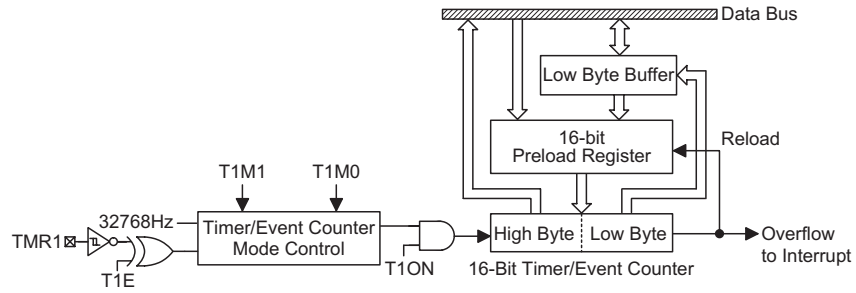 Data Bus
Low Byte Buffer
16-bit
Preload Register
Reload
T1M1
T1M0
32768Hz
TMR1
T1E
Timer/Event Counter
Mode Control
T1ON
High Byte
Low Byte
16-Bit Timer/Event Counter
Overflow
to Interrupt